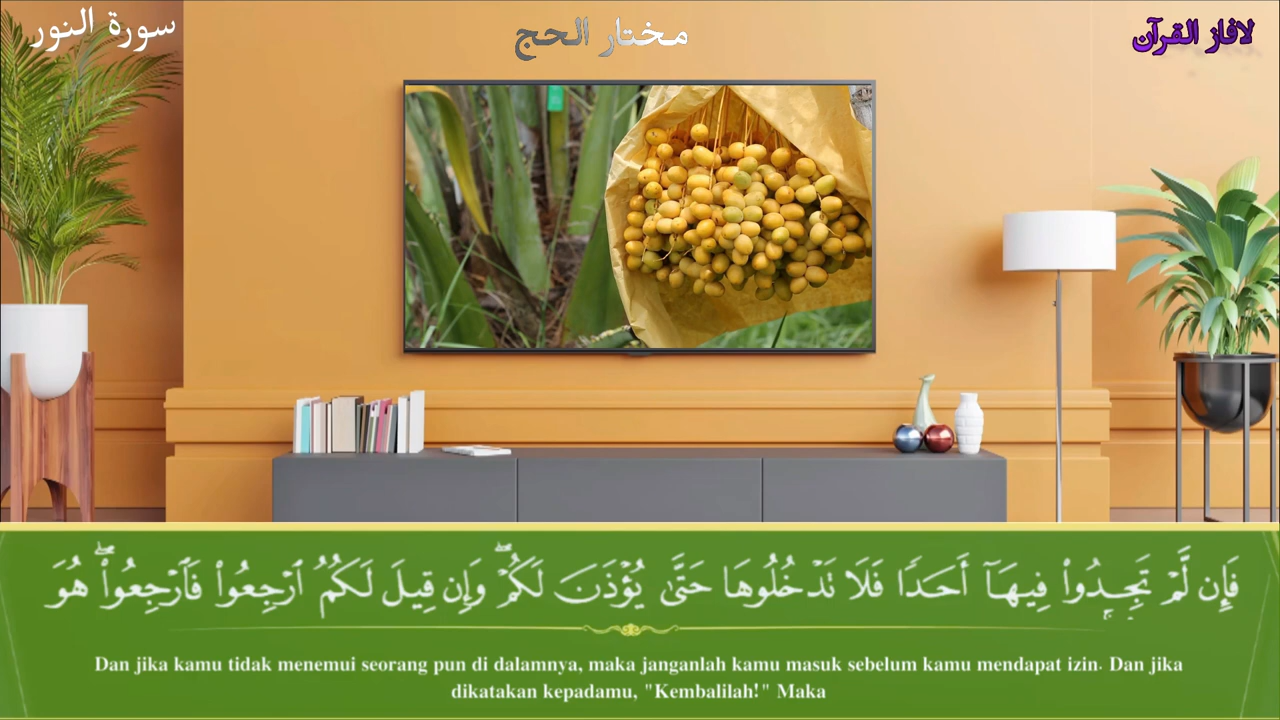 سورة النور
مختار الحج
لافاز القرآن
فَإِن لَّمْ تَجِدُوا۟ فِيهَآ أَحَدًا فَلَا تَدْخُلُوهَا حَتَّىٰ يُؤْذَنَ لَكُمْ ۖ وَإِن قِيلَ لَكُمُ ٱرْجِعُوا۟ فَٱرْجِعُوا۟ ۖ هُوَ
Dan jika kamu tidak menemui seorang pun di dalamnya, maka janganlah kamu masuk sebelum kamu mendapat izin. Dan jika
dikatakan kepadamu, "Kembalilah!" Maka